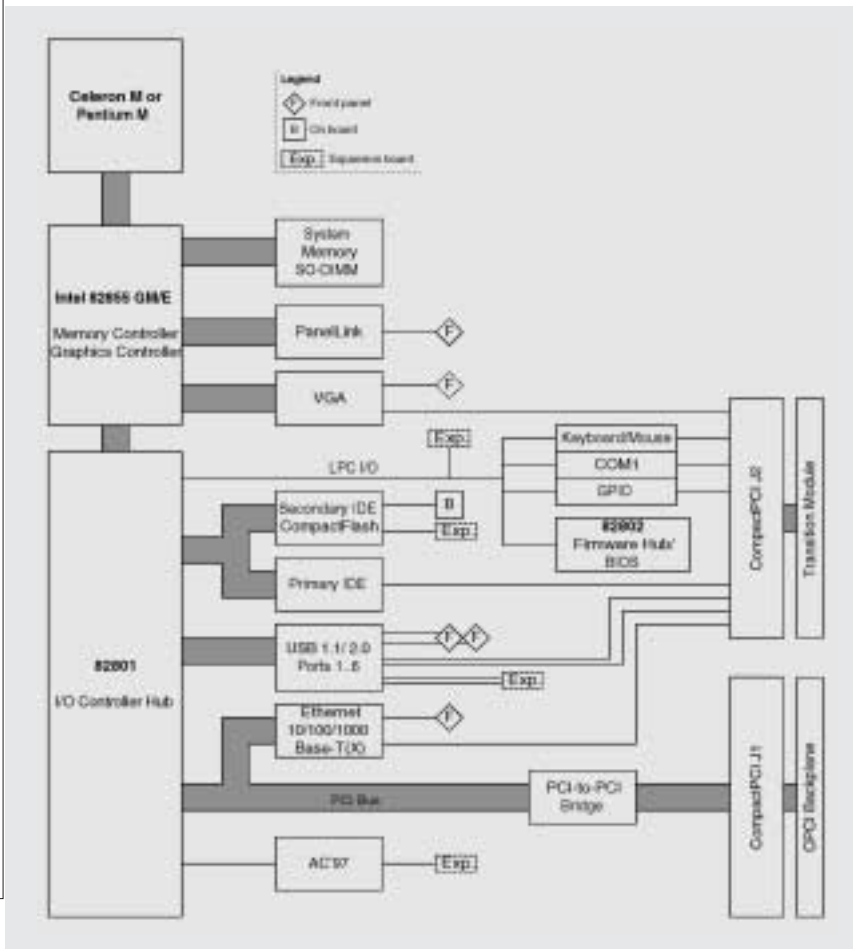 Celeron M or
Pentium M
Legend
F Front panel
B On board
Exp. Expansion board
System
Memory
SO-DIMM
Intel 82855 GM/E
Memory Controller
Graphics Controller
PanelLink
F
VGA
F
Exp.
Keyboard/Mouse
LPC I/O
COM1
GPIO
Secondary IDE
CompactFlash
B
Exp.
82802
Firmware Hub/
BIOS
Primary IDE
CompactPCI J2
Transition Module
82801
I/O Controller Hub
USB 1.1/ 2.0
Ports 1..6
F
F
Exp.
Ethernet
10/100/1000
Base-T(X)
F
PCI Bus
PCI-to-PCI
Bridge
CompactPCI J1
CPCI Backplane
AC'97
Exp.